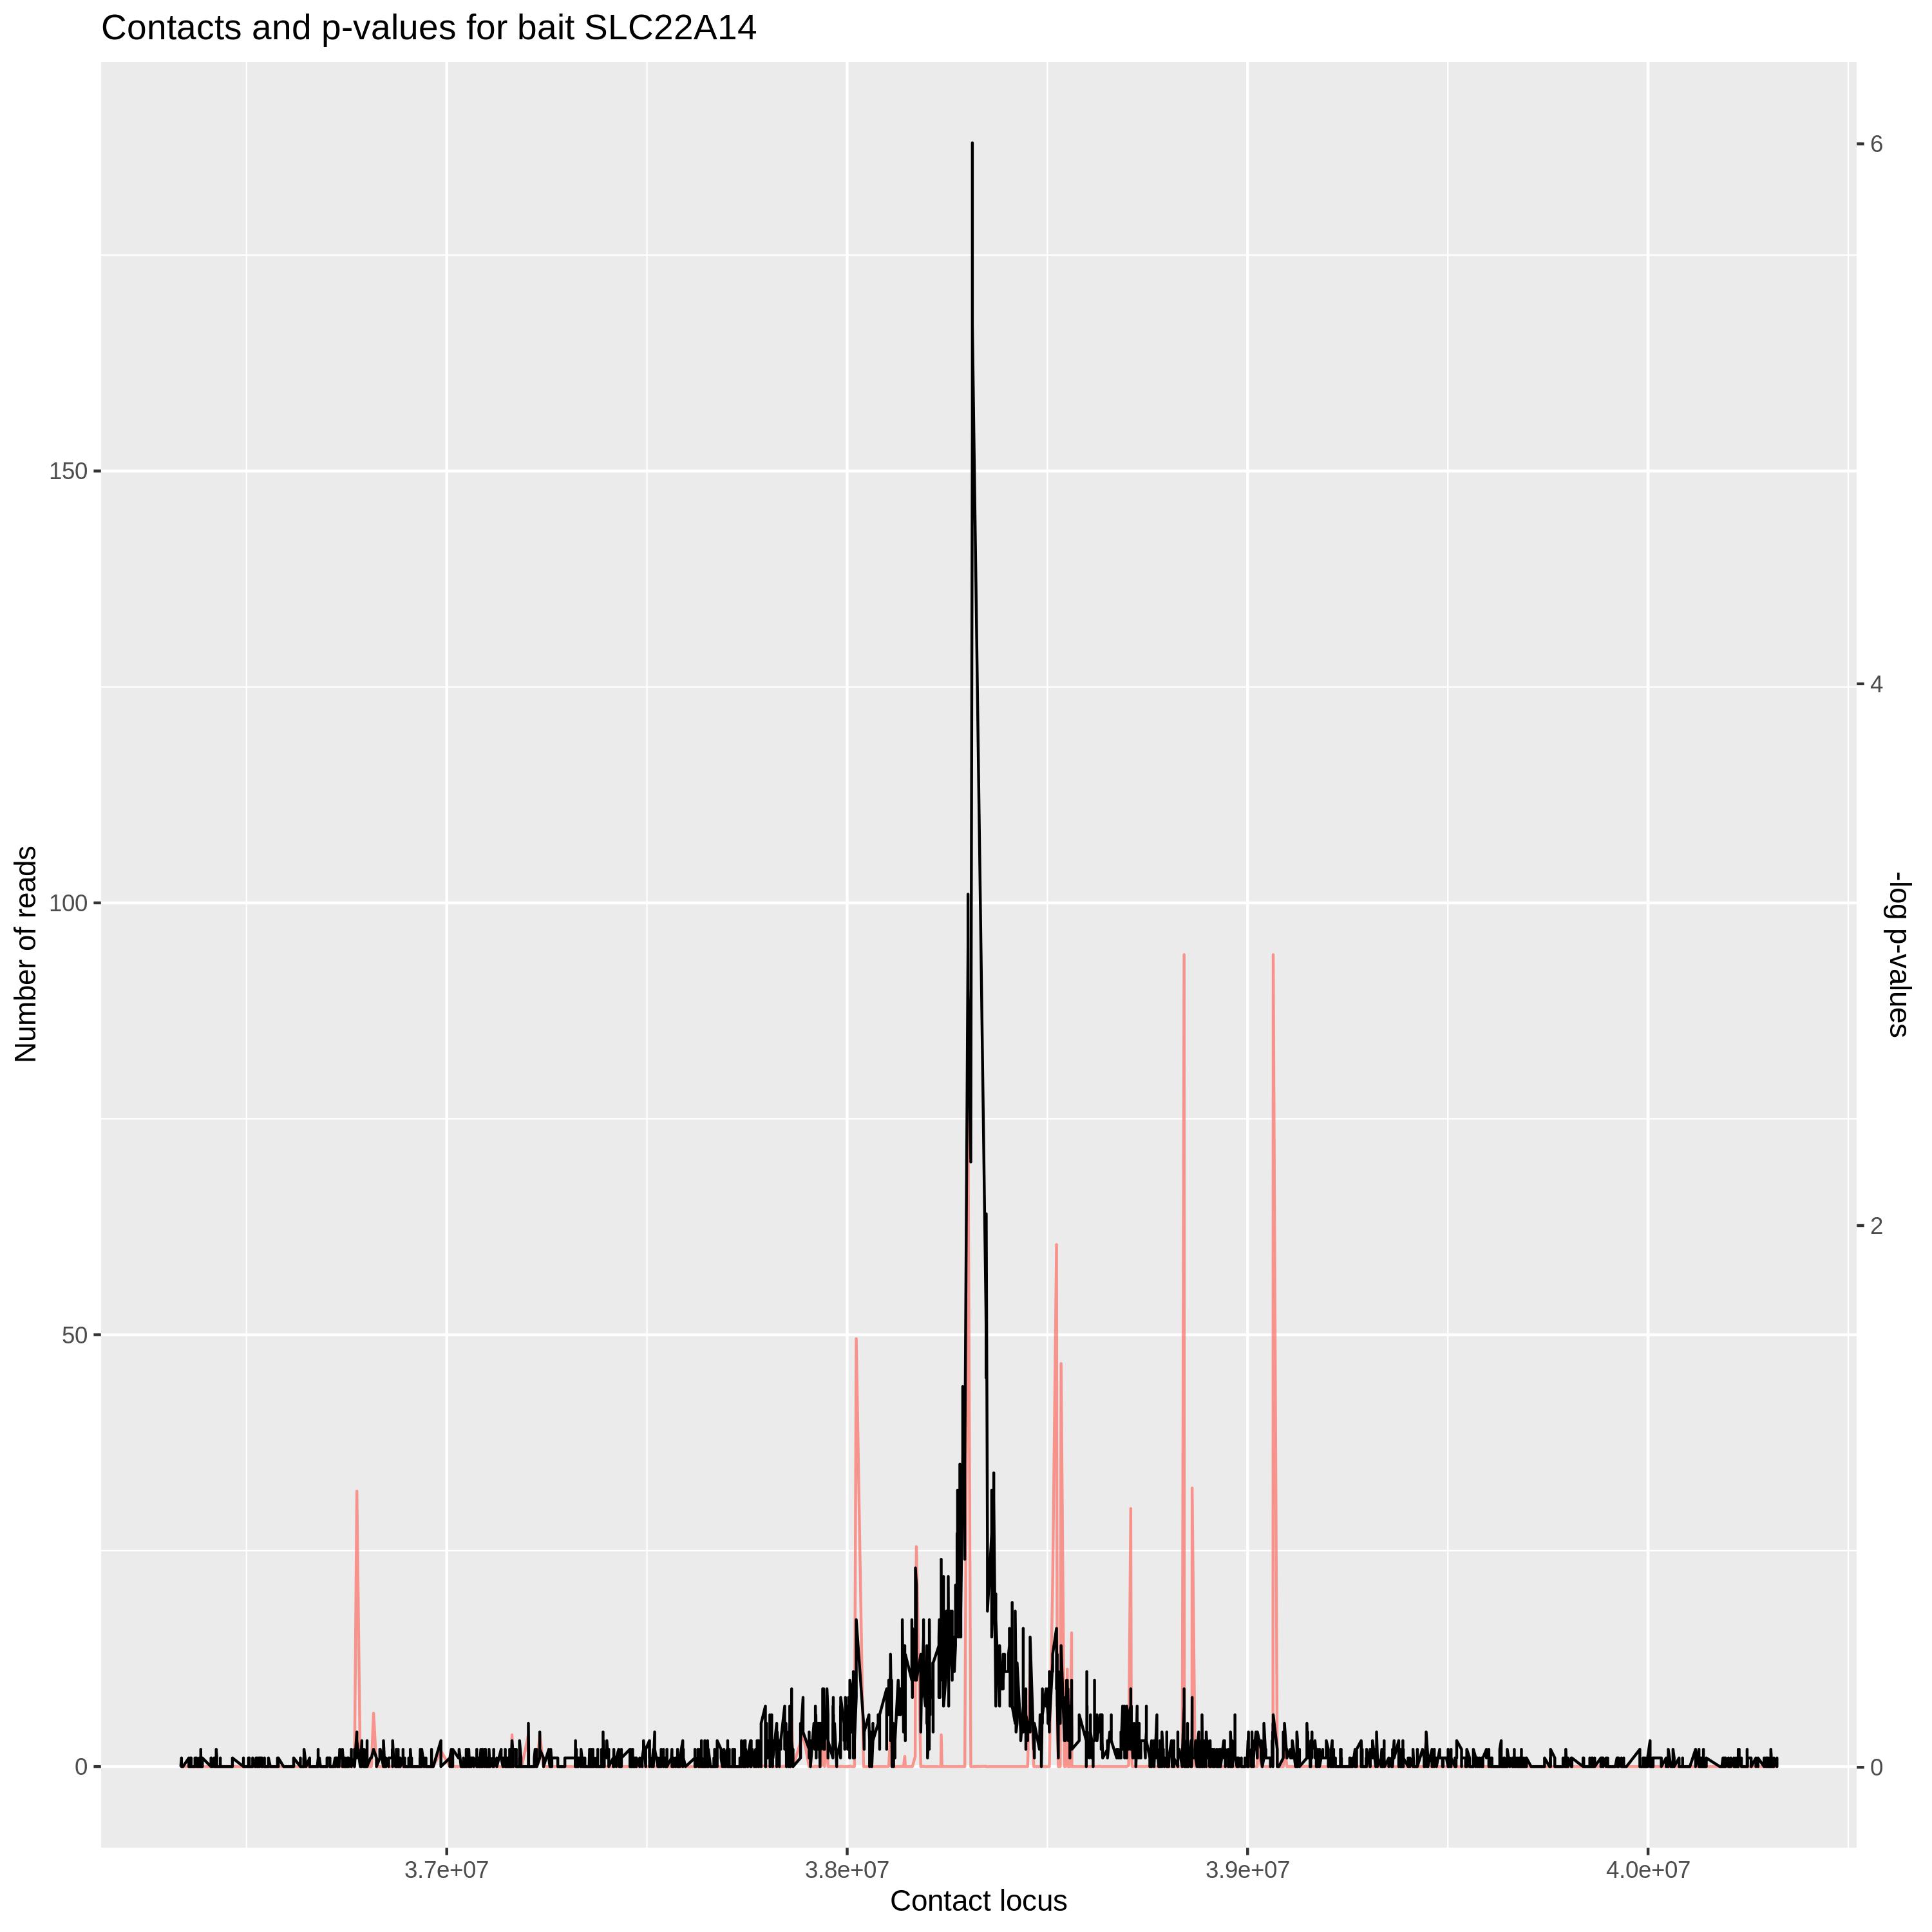 Contacts and p-values for bait SLC22A14
Number of reads
150
100
50
0
6
4
2
0
-log p-values
3.7e+07
3.8e+07
3.9e+07
4.0e+07
Contact locus